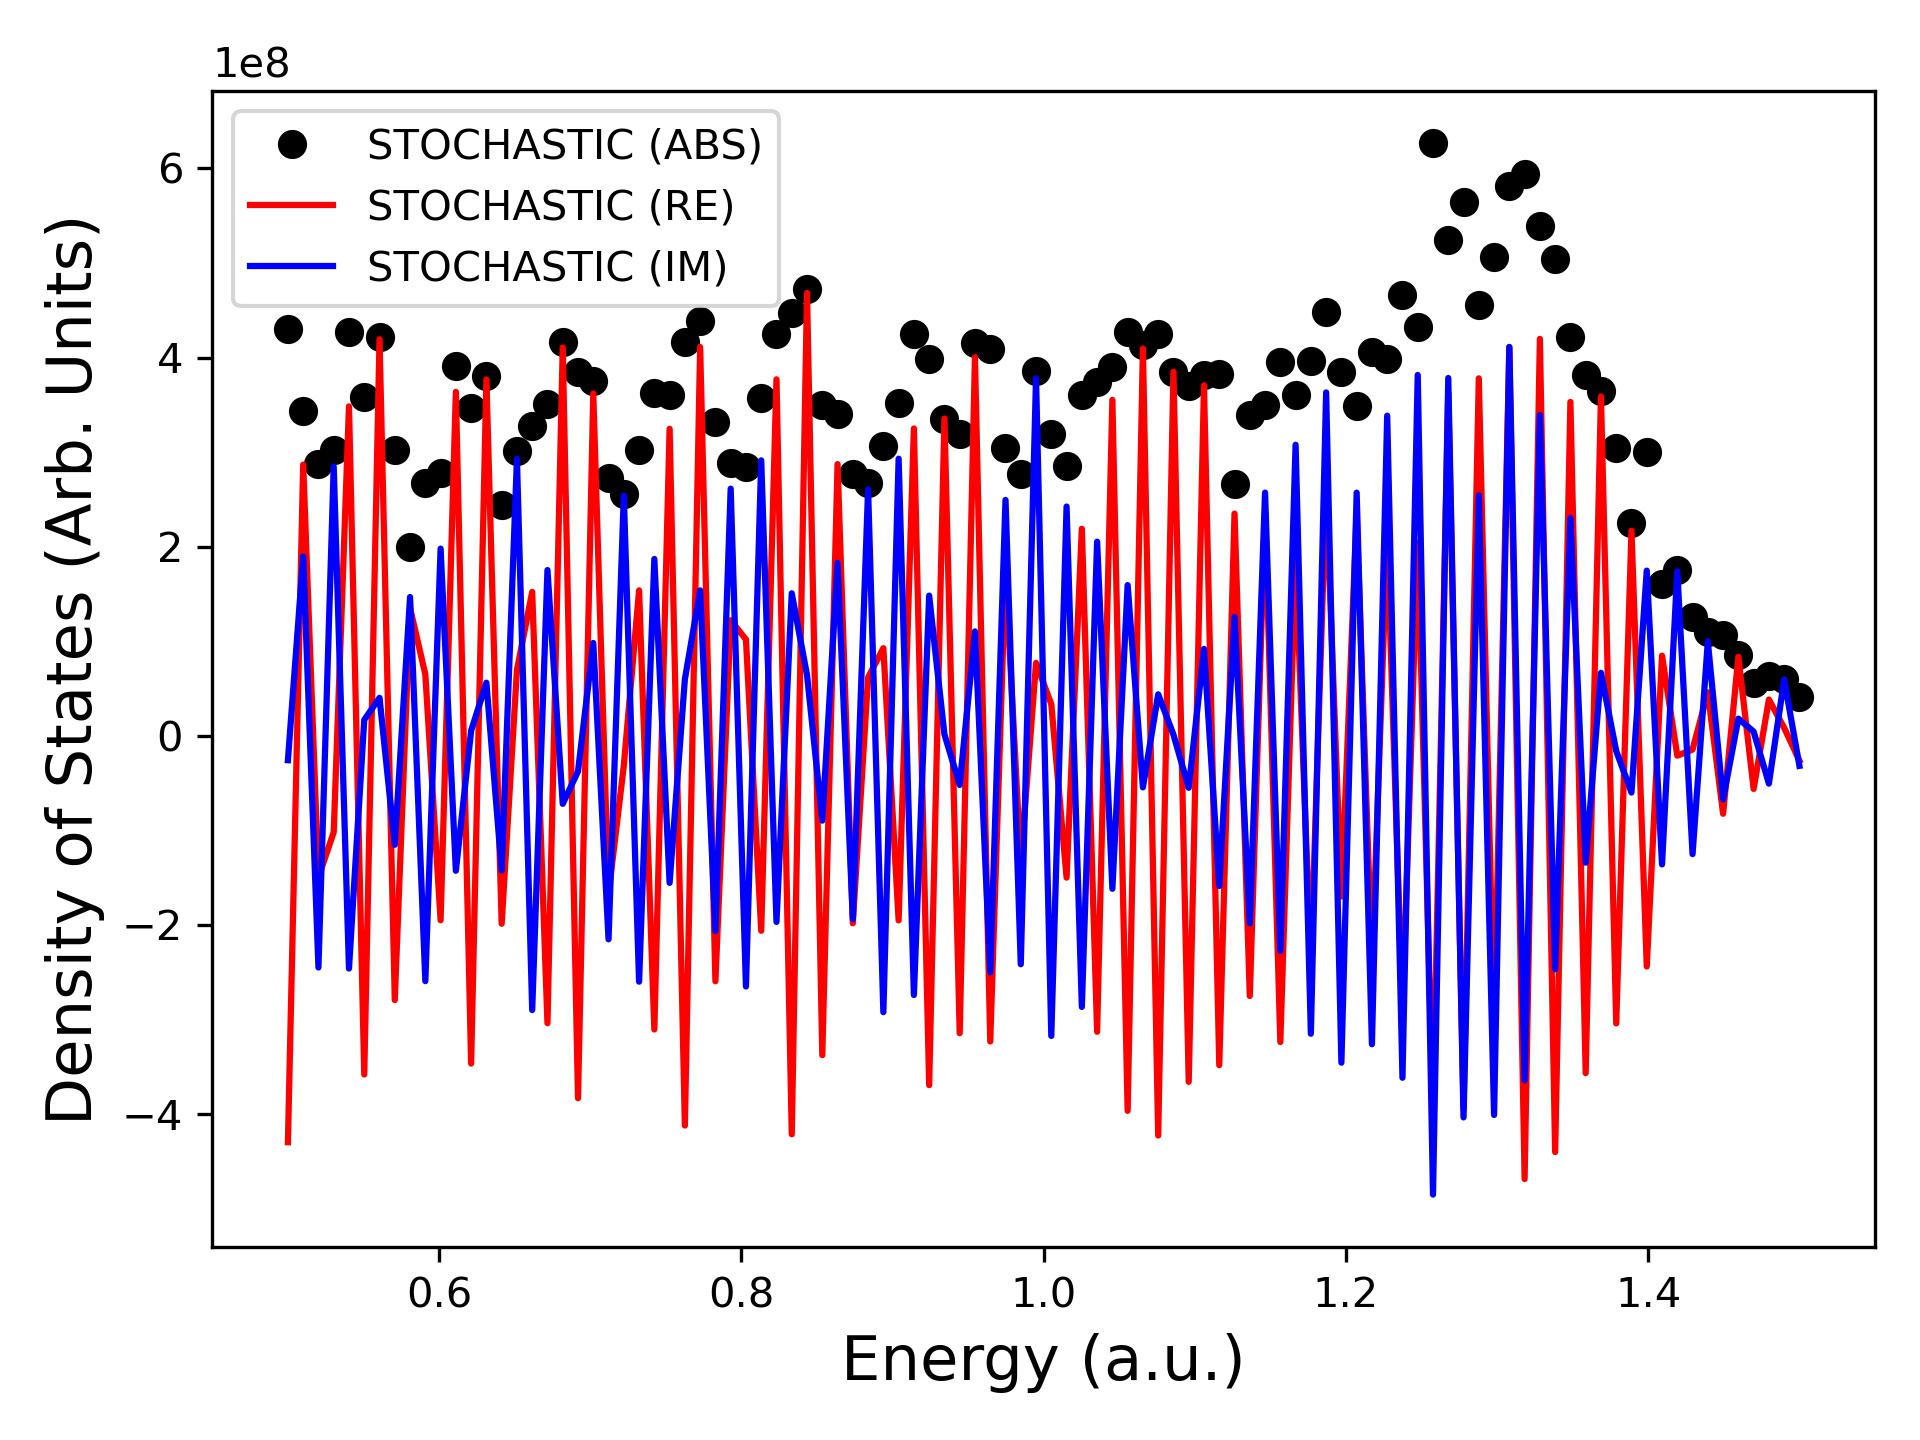 1e8
STOCHASTIC (ABS)
STOCHASTIC (RE)
STOCHASTIC (IM)
Density of States (Arb. Units)
6
4
2
0
−2
−4
0.6 0.8 1.0 1.2 1.4
Energy (a.u.)